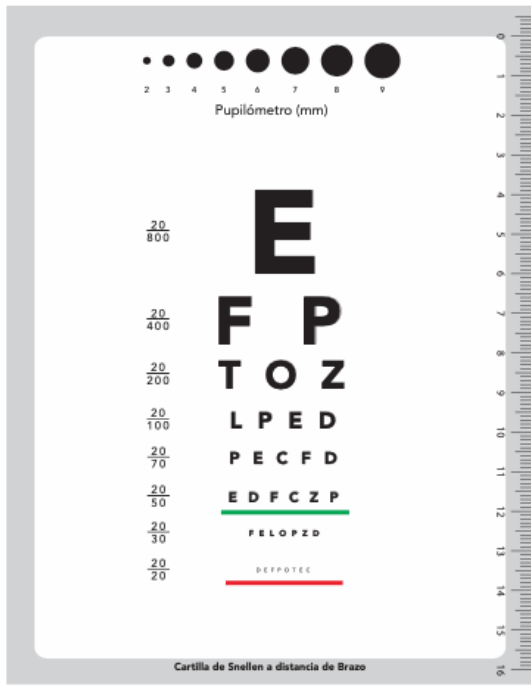 2 3 4 5 6 7 8 9
Pupilómetro (mm)
20/800 E
20/400 F P
20/200 T O Z
20/100 L P E D
20/70 P E C F D
20/50 E D F C Z P
20/30 F E L O P Z D
20/20 D E F P O T E C
Cartilla de Snellen a distancia de Brazo
0
1
2
3
4
5
6
7
8
9
10
11
12
13
14
15
16